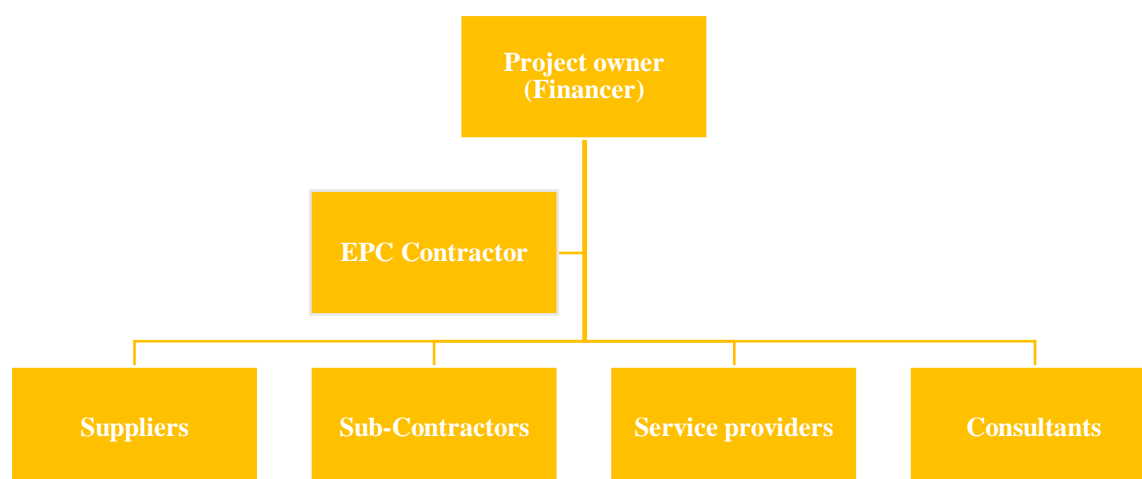 Project owner
(Financer)
EPC Contractor
Suppliers
Sub-Contractors
Service providers
Consultants